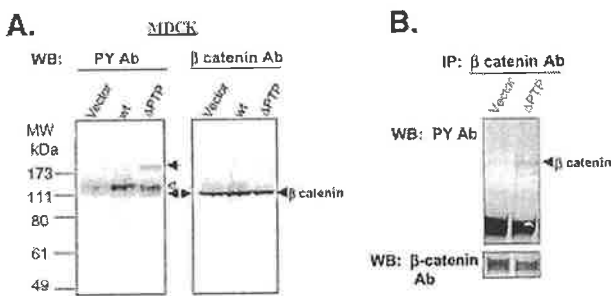 A.
MDCK
WB: PY Ab
β catenin Ab
Vector
wt
ΔPTP
Vector
wt
ΔPTP
MW
kDa
173
111
80
61
49
β catenin
B.
IP: β catenin Ab
Vector
ΔPTP
WB: PY Ab
β catenin
WB: β-catenin
Ab